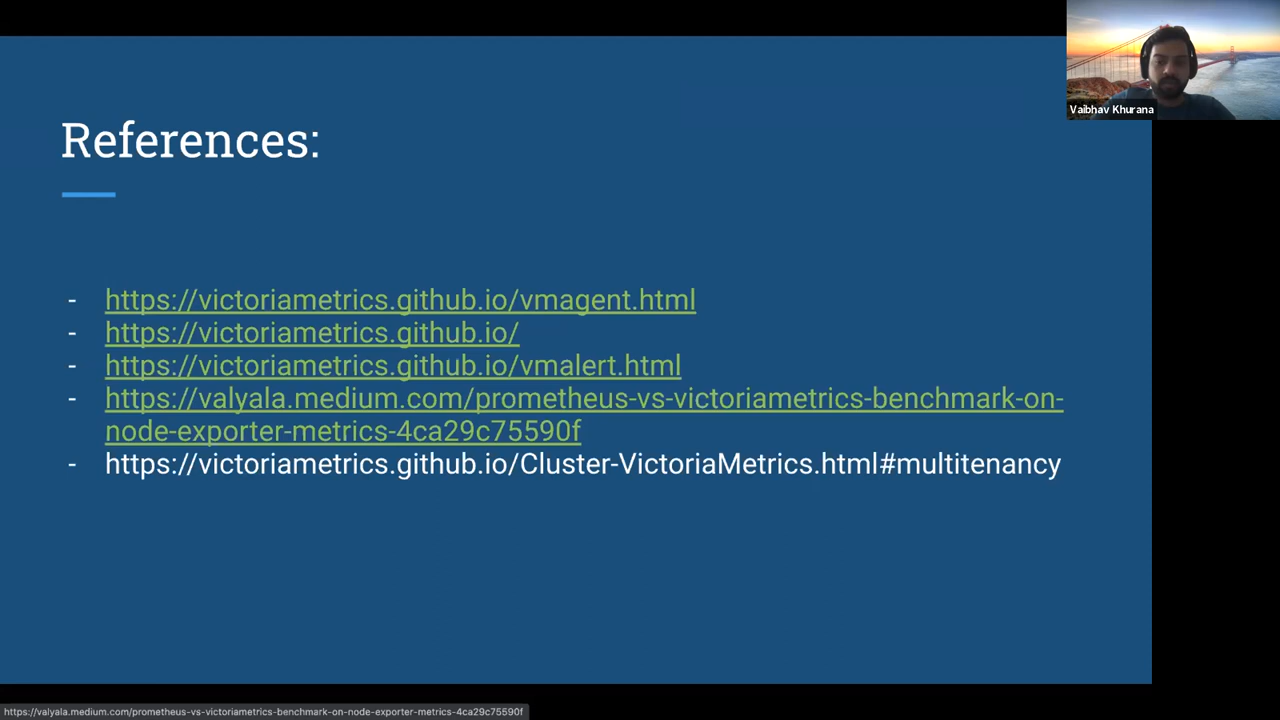 Vaibhav Khurana
References:
- https://victoriametrics.github.io/vmagent.html
- https://victoriametrics.github.io/
- https://victoriametrics.github.io/vmalert.html
- https://valyala.medium.com/prometheus-vs-victoriametrics-benchmark-on-
node-exporter-metrics-4ca29c75590f
- https://victoriametrics.github.io/Cluster-VictoriaMetrics.html#multitenancy
https://valyala.medium.com/prometheus-vs-victoriametrics-benchmark-on-node-exporter-metrics-4ca29c75590f